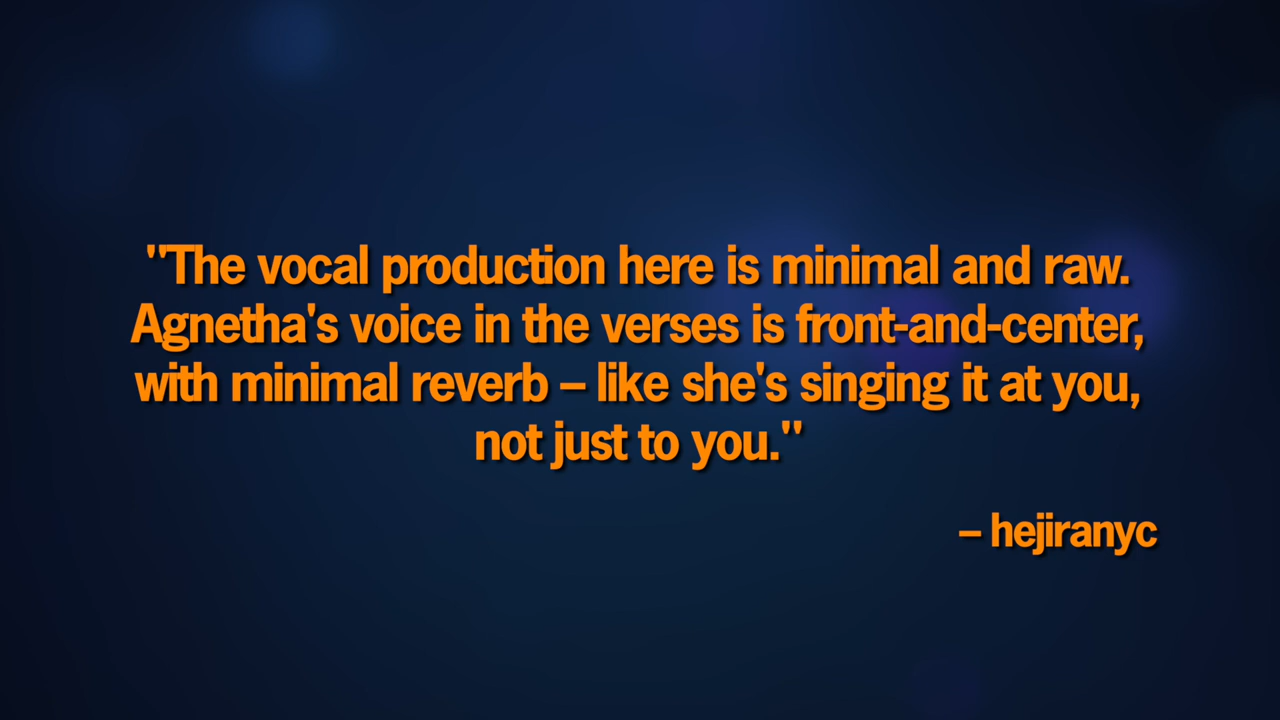 "The vocal production here is minimal and raw.
Agnetha's voice in the verses is front-and-center,
with minimal reverb – like she's singing it at you,
not just to you."
– hejiranyc